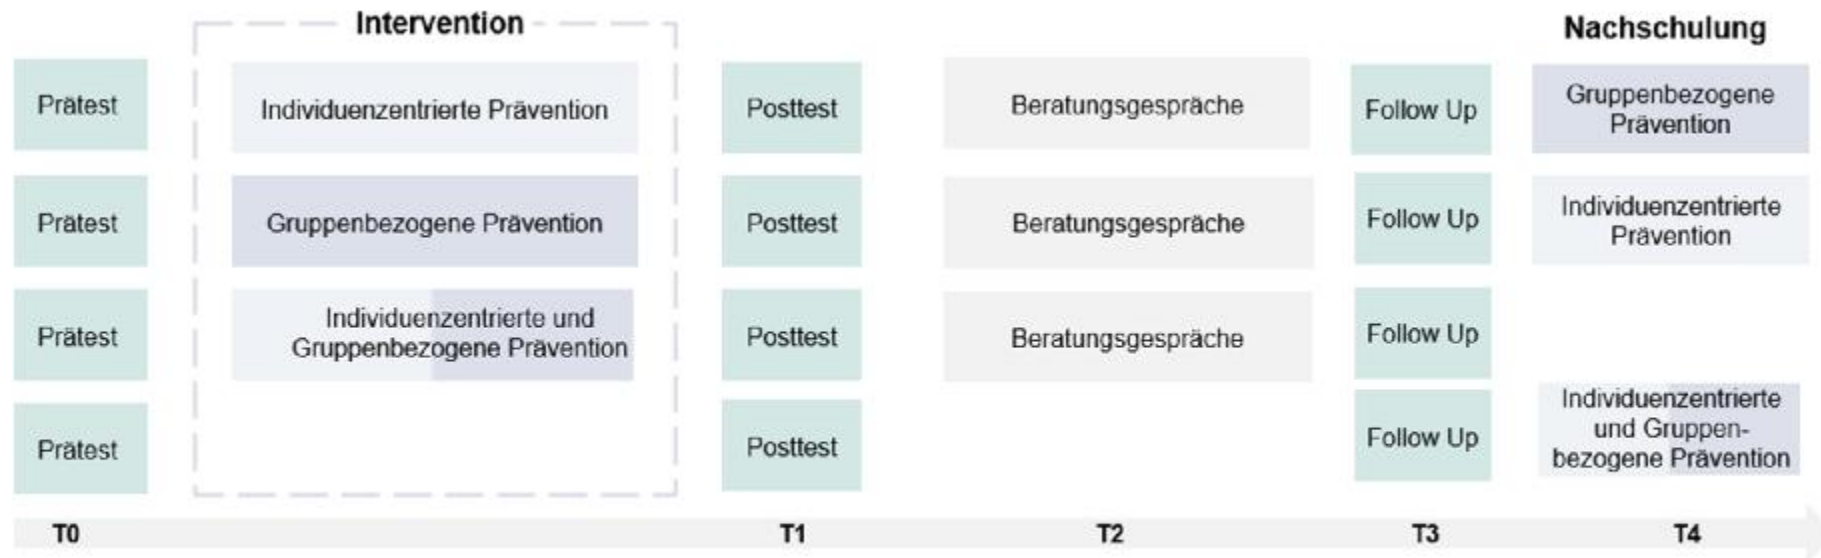 Intervention
Nachschulung
Prätest
Individuenzentrierte Prävention
Posttest
Beratungsgespräche
Follow Up
Gruppenbezogene
Prävention
Prätest
Gruppenbezogene Prävention
Posttest
Beratungsgespräche
Follow Up
Individuenzentrierte
Prävention
Prätest
Individuenzentrierte und
Gruppenbezogene Prävention
Posttest
Beratungsgespräche
Follow Up
Prätest
Posttest
Follow Up
Individuenzentrierte
und Gruppen-
bezogene Prävention
T0
T1
T2
T3
T4